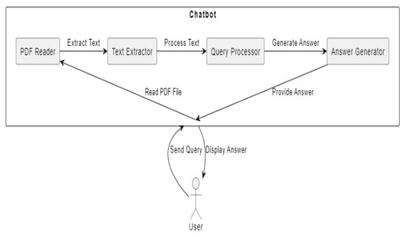 Chatbot
Extract Text
Process Text
Generate Answer
PDF Reader
Text Extractor
Query Processor
Answer Generator
Read PDF File
Provide Answer
Send Query
Display Answer
User